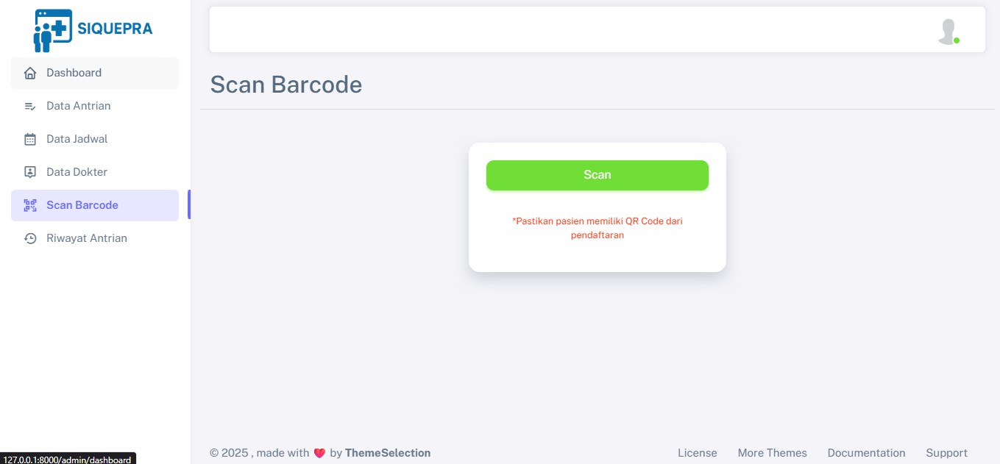 SIQUEPRA
Dashboard
Data Antrian
Data Jadwal
Data Dokter
Scan Barcode
Riwayat Antrian
Scan Barcode
Scan
*Pastikan pasien memiliki QR Code dari
pendaftaran
© 2025 , made with ❤️ by ThemeSelection
License
More Themes
Documentation
Support
127.0.0.1:8000/admin/dashboard